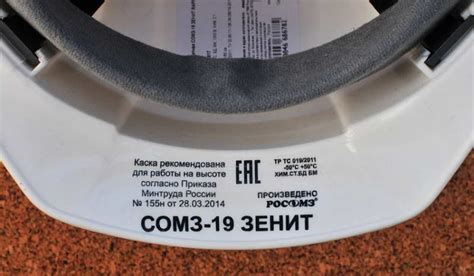 Каска рекомендована
для работы на высоте
согласно Приказа
Минтруда России
№ 155н от 28.03.2014
EAC
ТР ТС 019/2011
-50°С +50°С
ХИМ.СТ.БД БМ
ПРОИЗВЕДЕНО
РОСОМЗ
СОМЗ-19 ЗЕНИТ